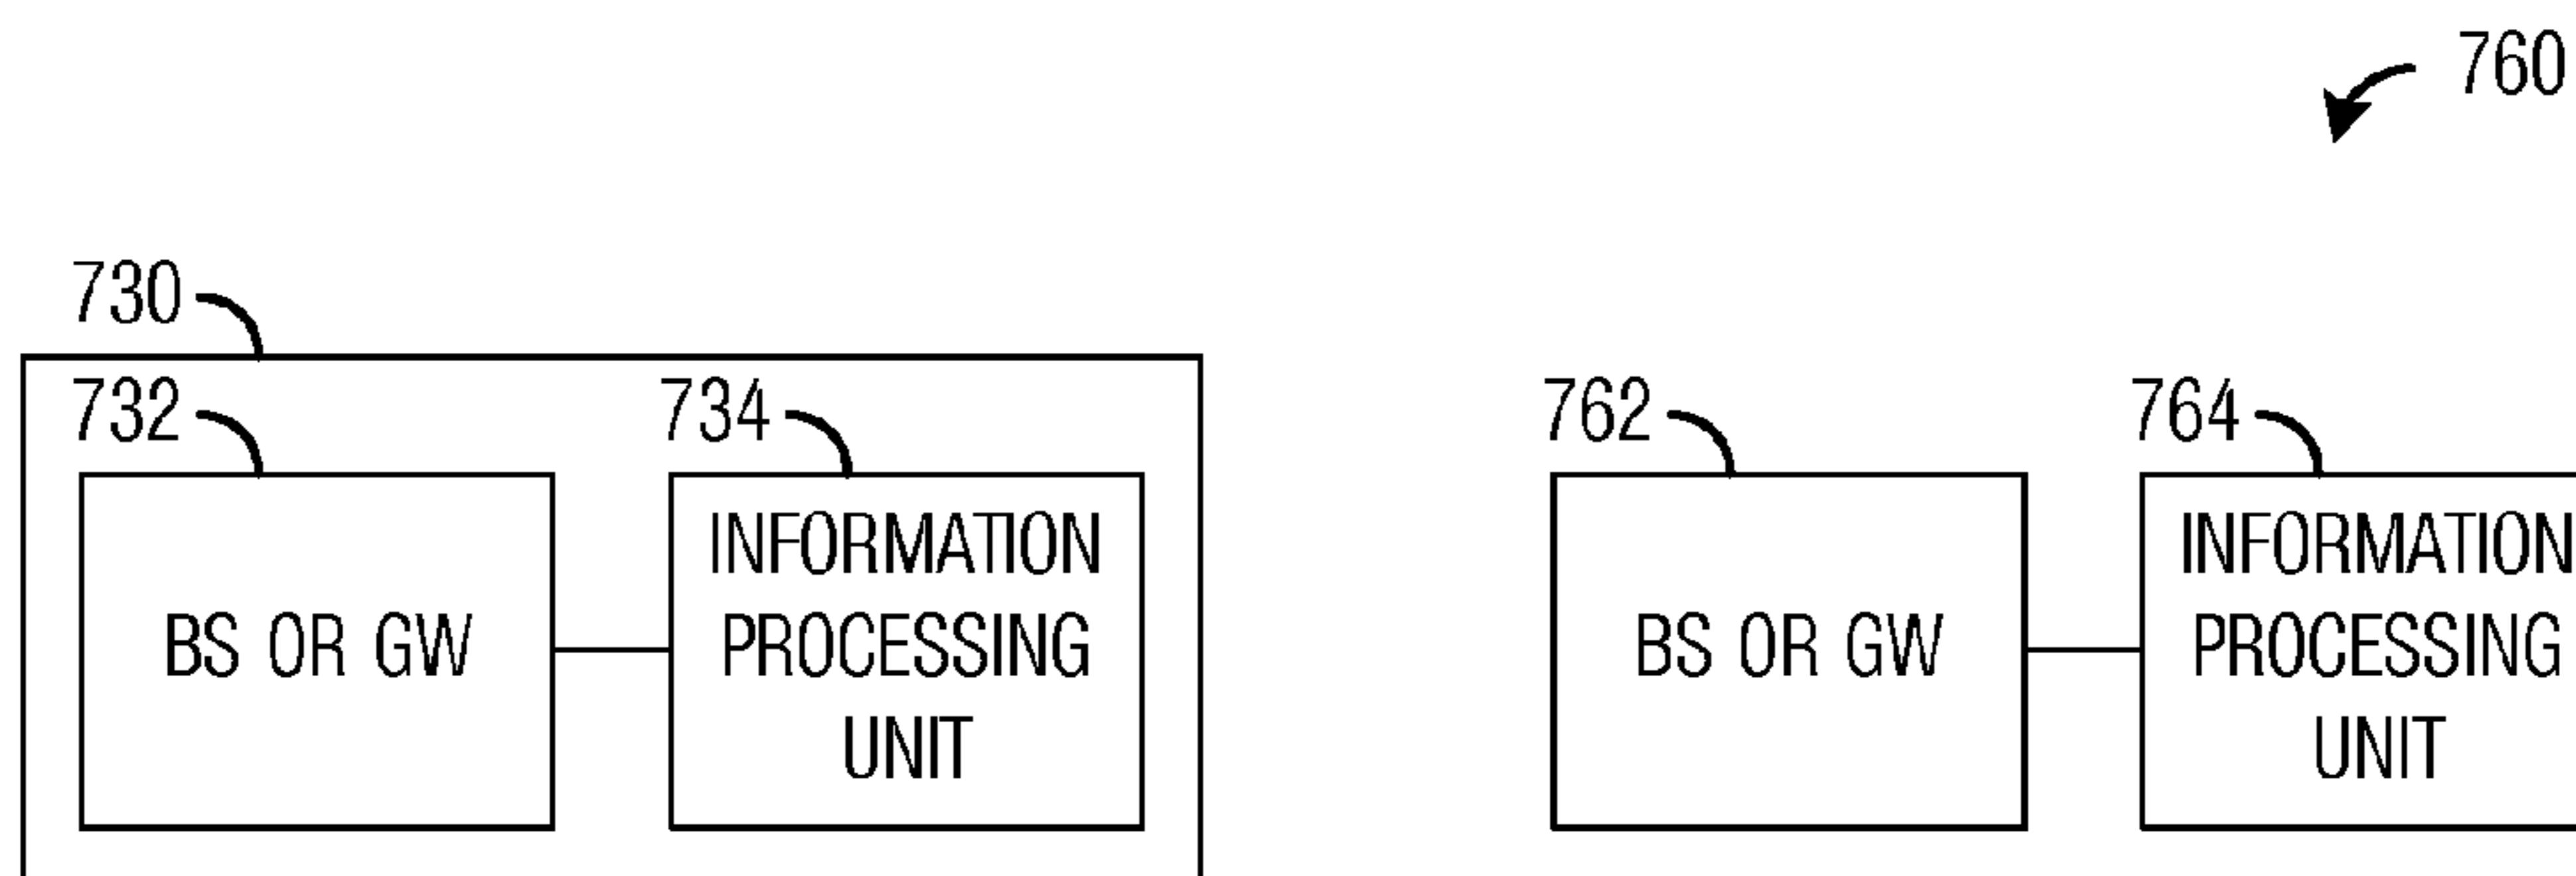 760
730
732
734
762
764
BS OR GW
INFORMATION
PROCESSING
UNIT
BS OR GW
INFORMATION
PROCESSING
UNIT